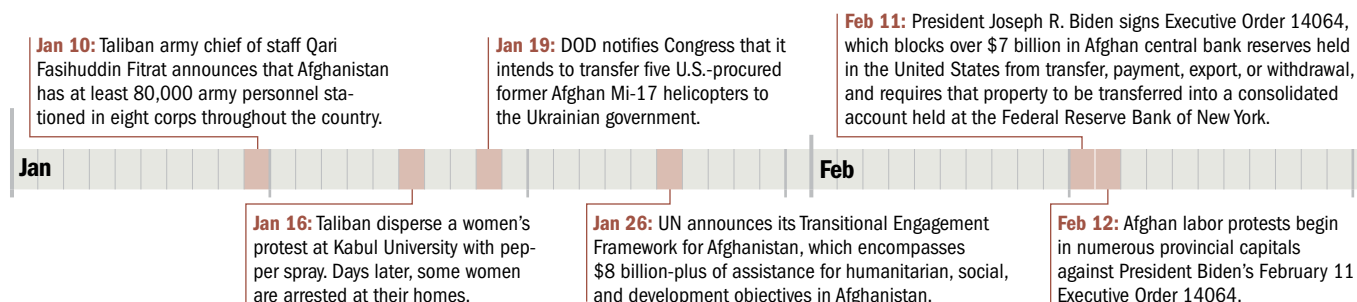 Jan 10: Taliban army chief of staff Qari
Fasihuddin Fitrat announces that Afghanistan
has at least 80,000 army personnel sta-
tioned in eight corps throughout the country.
Jan 19: DOD notifies Congress that it
intends to transfer five U.S.-procured
former Afghan Mi-17 helicopters to
the Ukrainian government.
Feb 11: President Joseph R. Biden signs Executive Order 14064,
which blocks over $7 billion in Afghan central bank reserves held
in the United States from transfer, payment, export, or withdrawal,
and requires that property to be transferred into a consolidated
account held at the Federal Reserve Bank of New York.
Jan
Feb
Jan 16: Taliban disperse a women's
protest at Kabul University with pep-
per spray. Days later, some women
are arrested at their homes.
Jan 26: UN announces its Transitional Engagement
Framework for Afghanistan, which encompasses
$8 billion-plus of assistance for humanitarian, social,
and development objectives in Afghanistan.
Feb 12: Afghan labor protests begin
in numerous provincial capitals
against President Biden's February 11
Executive Order 14064.